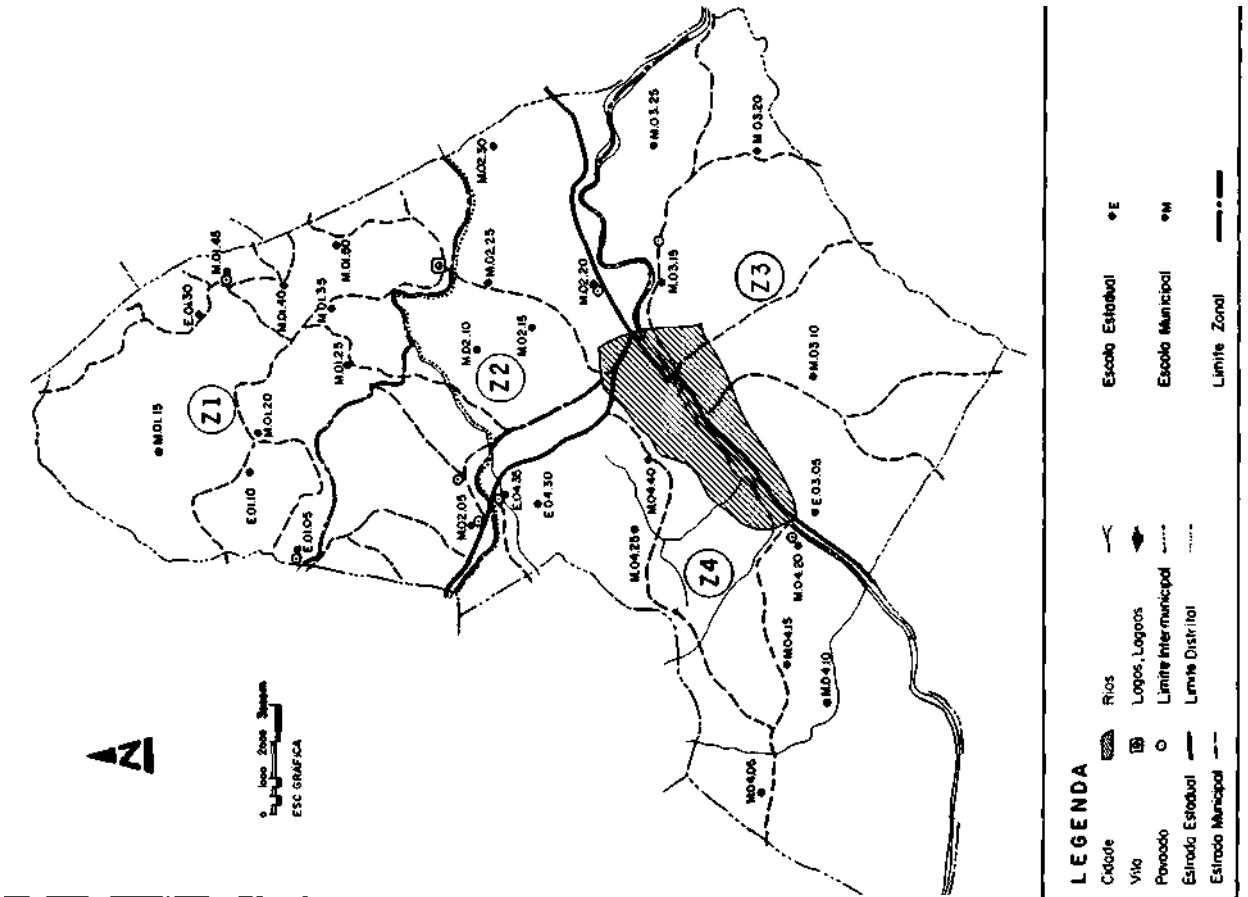 M.01.15
Z1
E.01.30
M.01.45
M.01.40
M.01.50
M.01.35
M.01.25
M.01.20
E.01.10
E.01.05
M.02.30
M.02.25
M.02.10
M.02.15
Z2
M.02.20
M.02.05
E.04.35
E.04.30
M.03.25
M.03.20
M.03.15
Z3
M.03.10
E.03.05
M.04.40
M.04.25
Z4
M.04.20
M.04.15
M.04.10
M.04.05
N
0 1000 2000 3000m
ESC GRÁFICA
LEGENDA
Cidade
Vila
Povoado
Estrada Estadual
Estrada Municipal
Rios
Lagos, Lagoas
Limite Intermunicipal
Limite Distrital
Escola Estadual E
Escola Municipal M
Limite Zonal